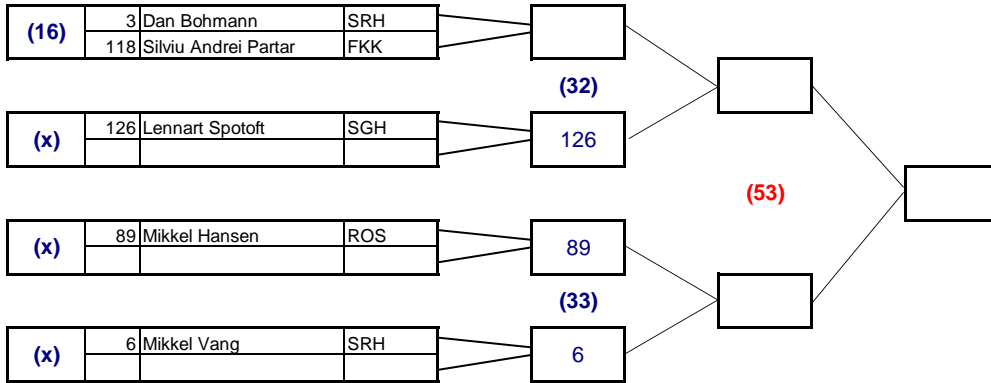 (16) 3 Dan Bohmann SRH
118 Silviu Andrei Partar FKK
(32)
(x) 126 Lennart Spotoft SGH 126
(53)
(x) 89 Mikkel Hansen ROS 89
(33)
(x) 6 Mikkel Vang SRH 6